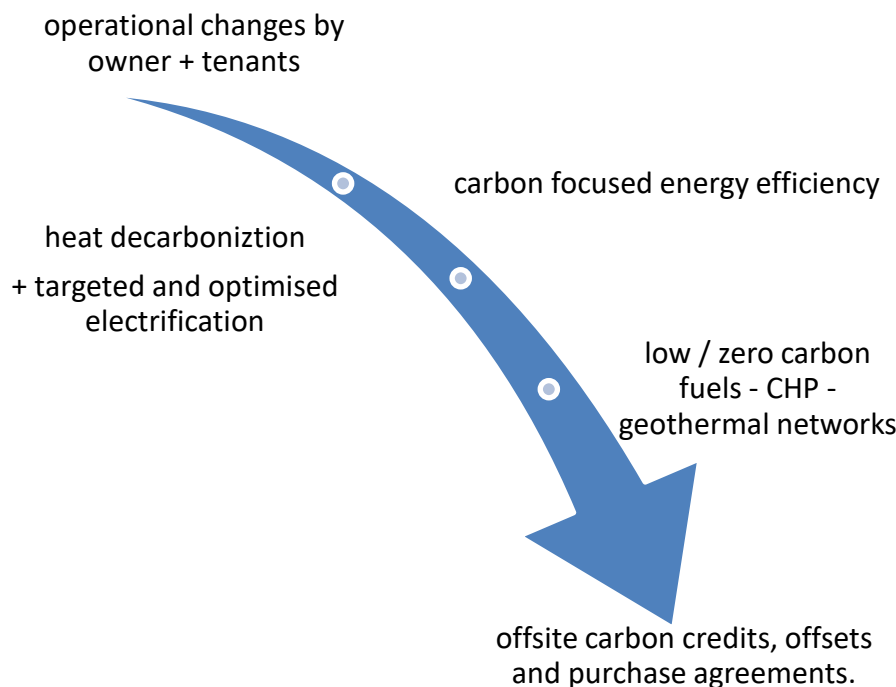 operational changes by
owner + tenants
carbon focused energy efficiency
heat decarboniztion
+ targeted and optimised
electrification
low / zero carbon
fuels - CHP -
geothermal networks
offsite carbon credits, offsets
and purchase agreements.